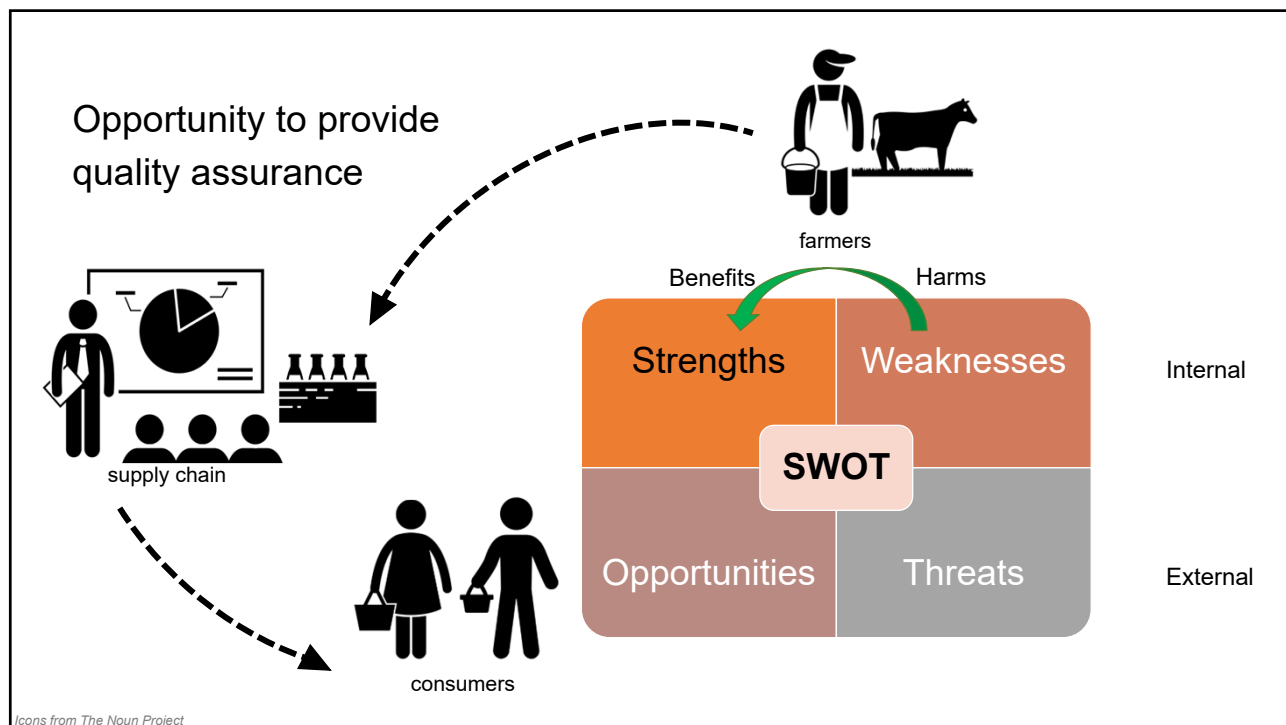 Opportunity to provide
quality assurance
farmers
Benefits
Harms
Strengths
Weaknesses
Internal
supply chain
SWOT
Opportunities
Threats
External
consumers
Icons from The Noun Project